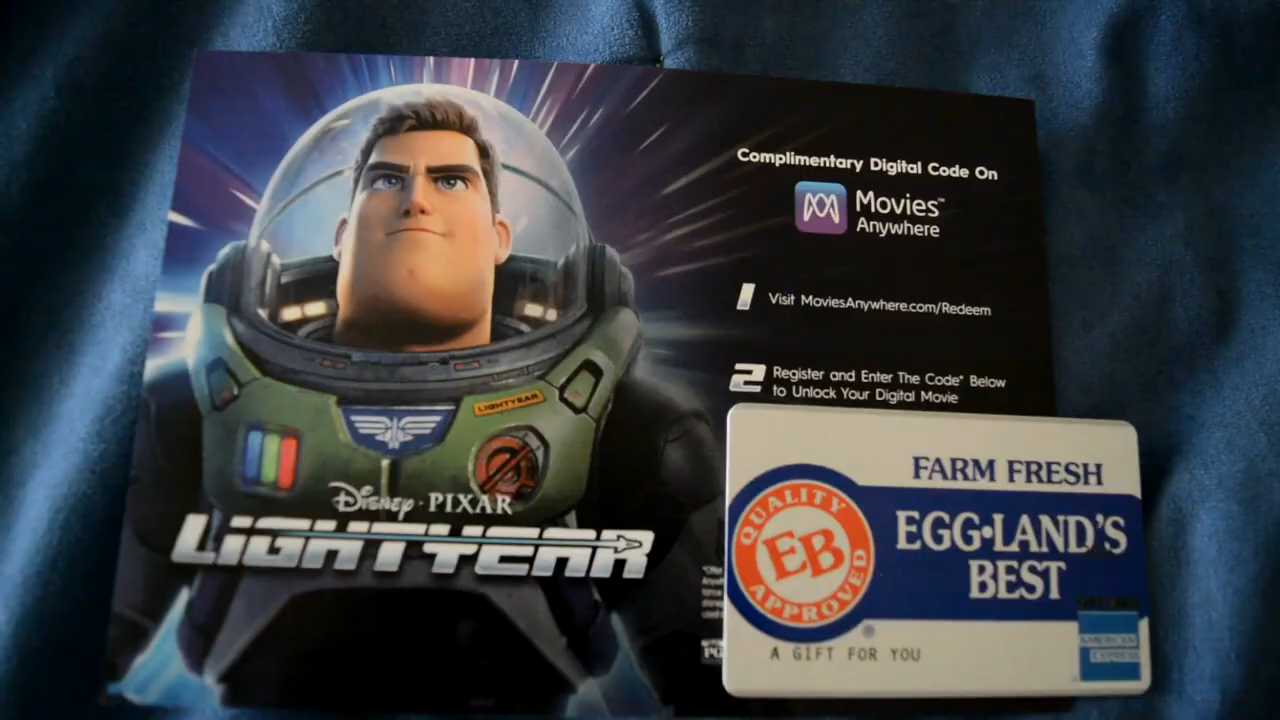 Complimentary Digital Code On
Movies™
Anywhere
1 Visit MoviesAnywhere.com/Redeem
2 Register and Enter The Code* Below
to Unlock Your Digital Movie
LIGHTYEAR
Disney · PIXAR
LIGHTYEAR
FARM FRESH
EGG•LAND'S
BEST
QUALITY
EB
APPROVED
®
A GIFT FOR YOU
AMERICAN
EXPRESS